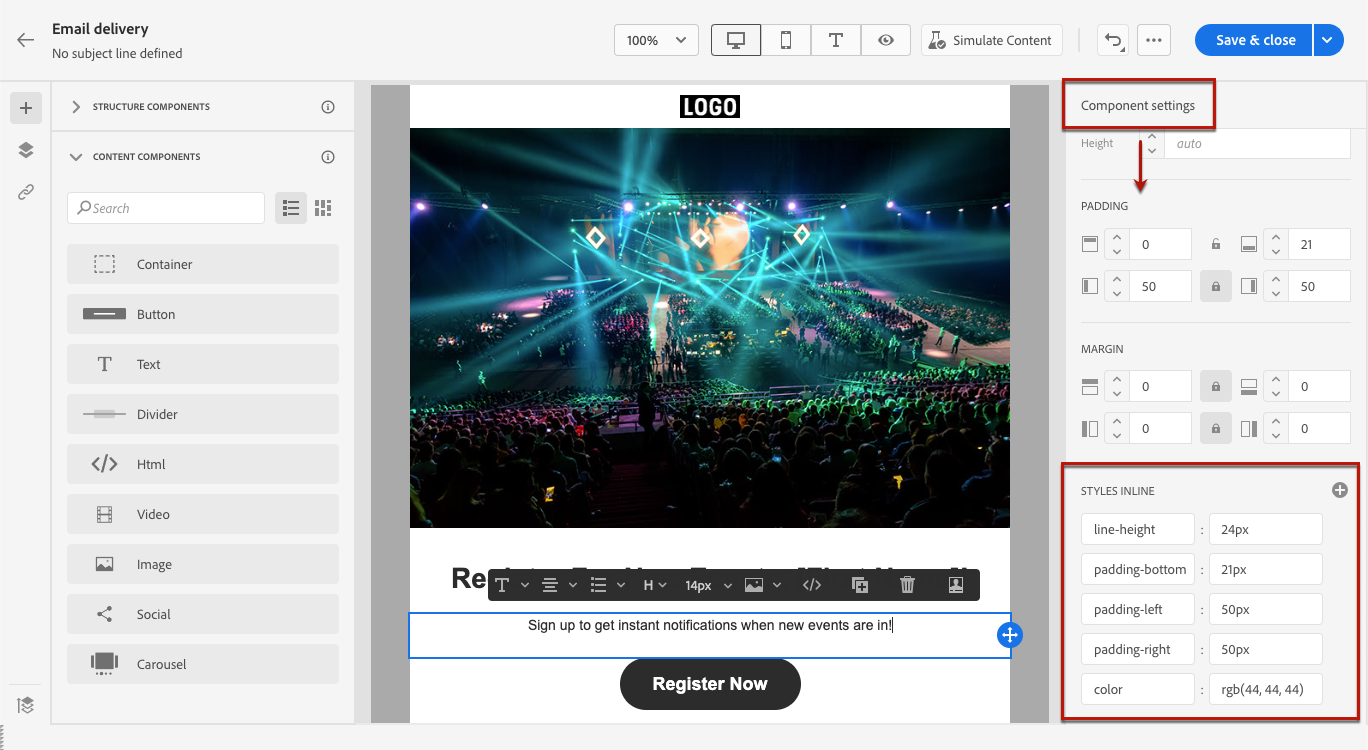 Email delivery
No subject line defined
100%
Simulate Content
Save & close
STRUCTURE COMPONENTS
CONTENT COMPONENTS
Search
Container
Button
Text
Divider
Html
Video
Image
Social
Carousel
LOGO
Re
H
14px
Sign up to get instant notifications when new events are in!
Register Now
Component settings
Height
auto
PADDING
0
21
50
50
MARGIN
0
0
0
0
STYLES INLINE
line-height : 24px
padding-bottom : 21px
padding-left : 50px
padding-right : 50px
color : rgb(44, 44, 44)